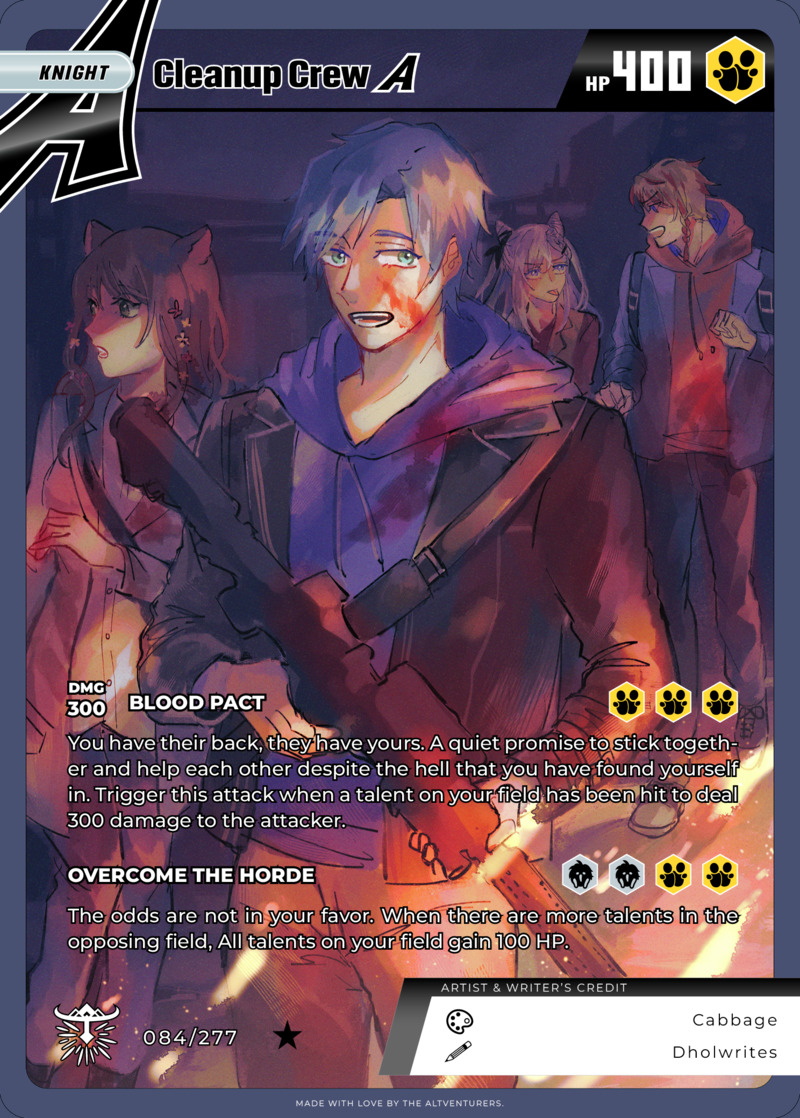 KNIGHT
Cleanup Crew A
HP 400
DMG
300
BLOOD PACT
You have their back, they have yours. A quiet promise to stick togeth-
er and help each other despite the hell that you have found yourself
in. Trigger this attack when a talent on your field has been hit to deal
300 damage to the attacker.
OVERCOME THE HORDE
The odds are not in your favor. When there are more talents in the
opposing field, All talents on your field gain 100 HP.
ARTIST & WRITER'S CREDIT
084/277
Cabbage
Dholwrites
MADE WITH LOVE BY THE ALTVENTURERS.